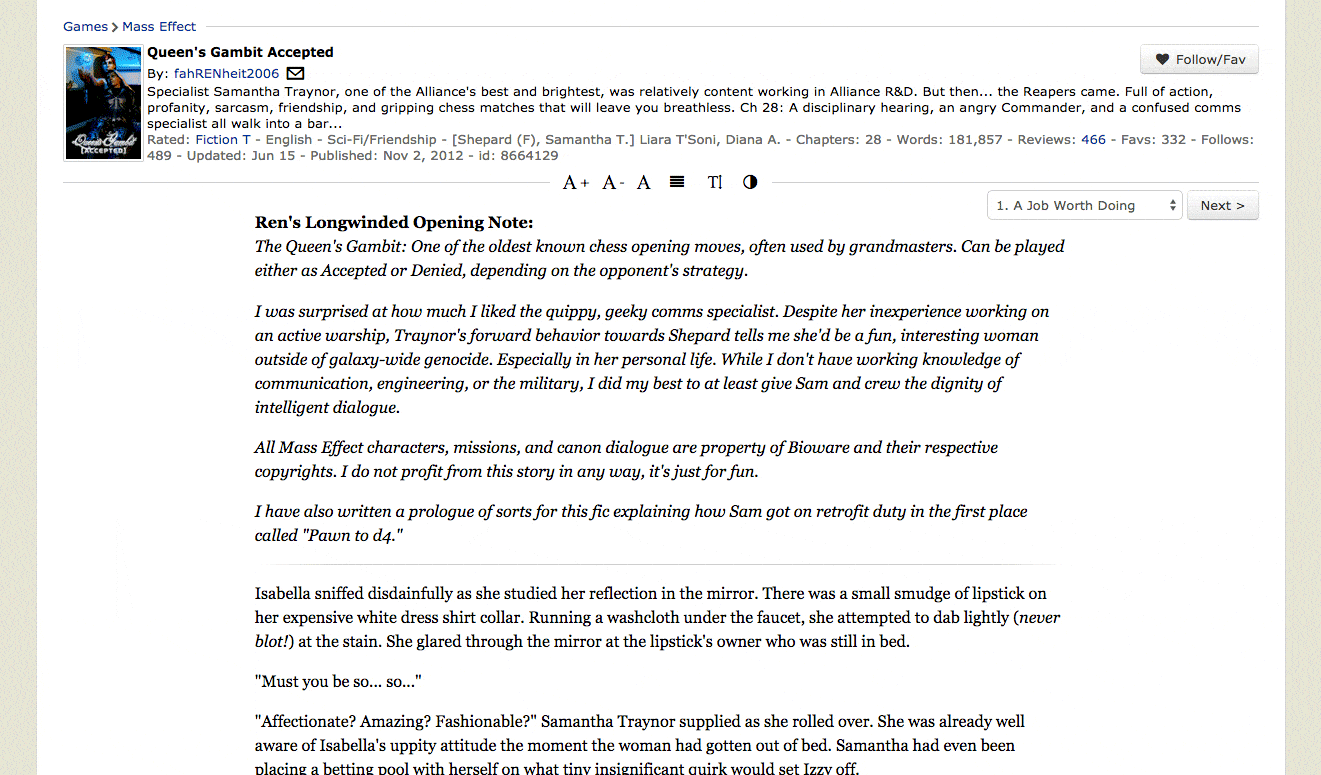 Games > Mass Effect
Queen's Gambit Accepted
By: fahRENheit2006
Follow/Fav
Specialist Samantha Traynor, one of the Alliance's best and brightest, was relatively content working in Alliance R&D. But then... the Reapers came. Full of action,
profanity, sarcasm, friendship, and gripping chess matches that will leave you breathless. Ch 28: A disciplinary hearing, an angry Commander, and a confused comms
specialist all walk into a bar...
Rated: Fiction T - English - Sci-Fi/Friendship - [Shepard (F), Samantha T.] Liara T'Soni, Diana A. - Chapters: 28 - Words: 181,857 - Reviews: 466 - Favs: 332 - Follows:
489 - Updated: Jun 15 - Published: Nov 2, 2012 - id: 8664129
Queen's Gambit
[ACCEPTED]
A+ A- A TI
1. A Job Worth Doing
Next >
Ren's Longwinded Opening Note:
The Queen's Gambit: One of the oldest known chess opening moves, often used by grandmasters. Can be played
either as Accepted or Denied, depending on the opponent's strategy.
I was surprised at how much I liked the quippy, geeky comms specialist. Despite her inexperience working on
an active warship, Traynor's forward behavior towards Shepard tells me she'd be a fun, interesting woman
outside of galaxy-wide genocide. Especially in her personal life. While I don't have working knowledge of
communication, engineering, or the military, I did my best to at least give Sam and crew the dignity of
intelligent dialogue.
All Mass Effect characters, missions, and canon dialogue are property of Bioware and their respective
copyrights. I do not profit from this story in any way, it's just for fun.
I have also written a prologue of sorts for this fic explaining how Sam got on retrofit duty in the first place
called "Pawn to d4."
Isabella sniffed disdainfully as she studied her reflection in the mirror. There was a small smudge of lipstick on
her expensive white dress shirt collar. Running a washcloth under the faucet, she attempted to dab lightly (never
blot!) at the stain. She glared through the mirror at the lipstick's owner who was still in bed.
"Must you be so... so..."
"Affectionate? Amazing? Fashionable?" Samantha Traynor supplied as she rolled over. She was already well
aware of Isabella's uppity attitude the moment the woman had gotten out of bed. Samantha had even been
placing a betting pool with herself on what tiny insignificant quirk would set Izzy off.